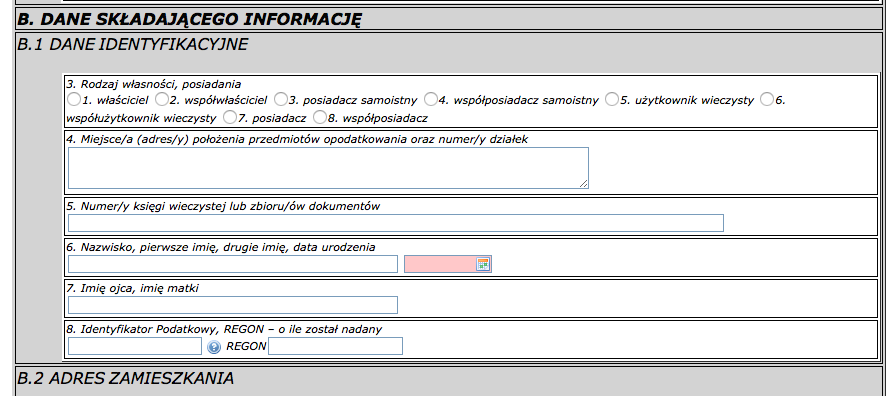 B. DANE SKŁADAJĄCEGO INFORMACJĘ
B.1 DANE IDENTYFIKACYJNE
3. Rodzaj własności, posiadania
1. właściciel 2. współwłaściciel 3. posiadacz samoistny 4. współposiadacz samoistny 5. użytkownik wieczysty 6.
współużytkownik wieczysty 7. posiadacz 8. współposiadacz
4. Miejsce/a (adres/y) położenia przedmiotów opodatkowania oraz numer/y działek
5. Numer/y księgi wieczystej lub zbioru/ów dokumentów
6. Nazwisko, pierwsze imię, drugie imię, data urodzenia
7. Imię ojca, imię matki
8. Identyfikator Podatkowy, REGON – o ile został nadany
? REGON
B.2 ADRES ZAMIESZKANIA